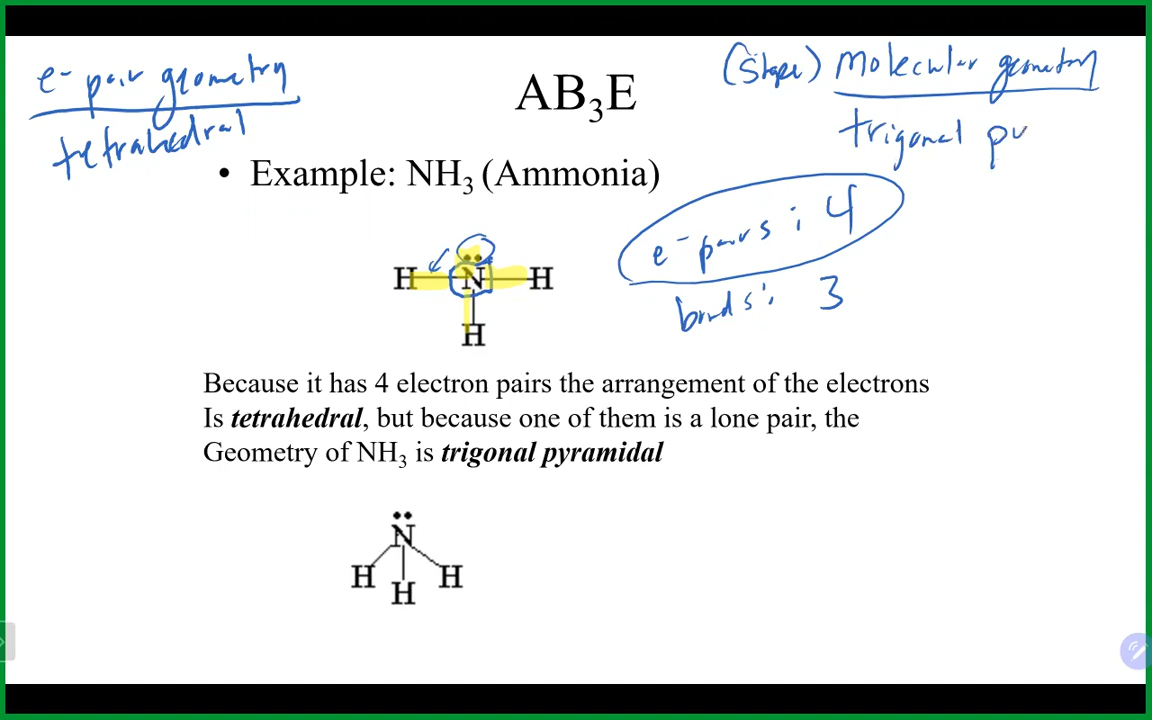 e- pair geometry
tetrahedral
AB3E
(Shape) Molecular geometry
trigonal py
• Example: NH3 (Ammonia)
e- pairs : 4
bonds: 3
H N H
H
Because it has 4 electron pairs the arrangement of the electrons
Is tetrahedral, but because one of them is a lone pair, the
Geometry of NH3 is trigonal pyramidal
N
H H H